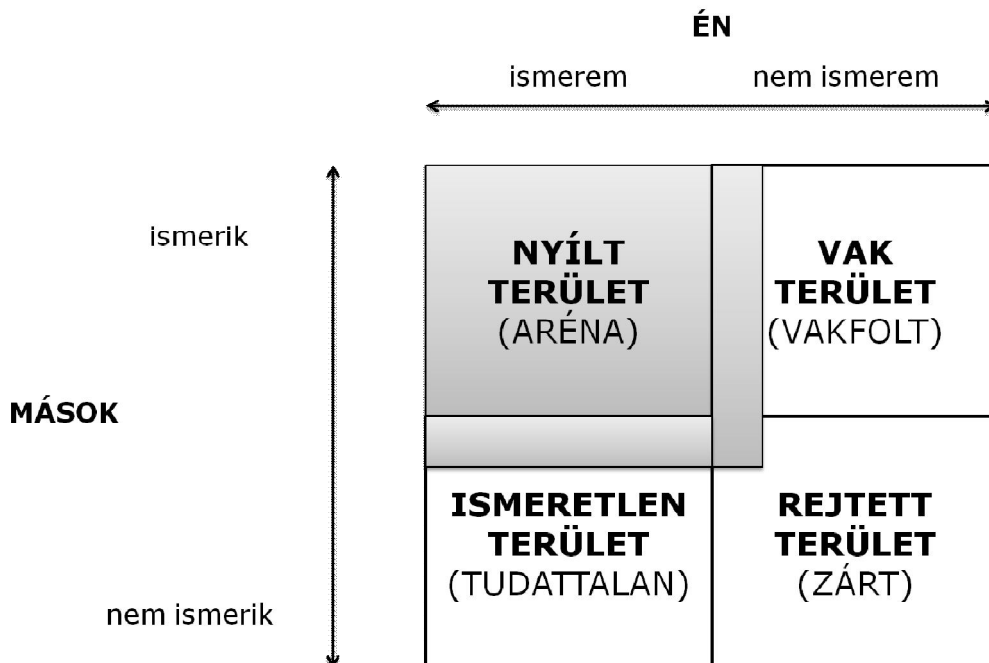 ÉN
ismerem
nem ismerem
ismerik
NYÍLT
TERÜLET
(ARÉNA)
VAK
TERÜLET
(VAKFOLT)
MÁSOK
ISMERETLEN
TERÜLET
(TUDATTALAN)
REJTETT
TERÜLET
(ZÁRT)
nem ismerik